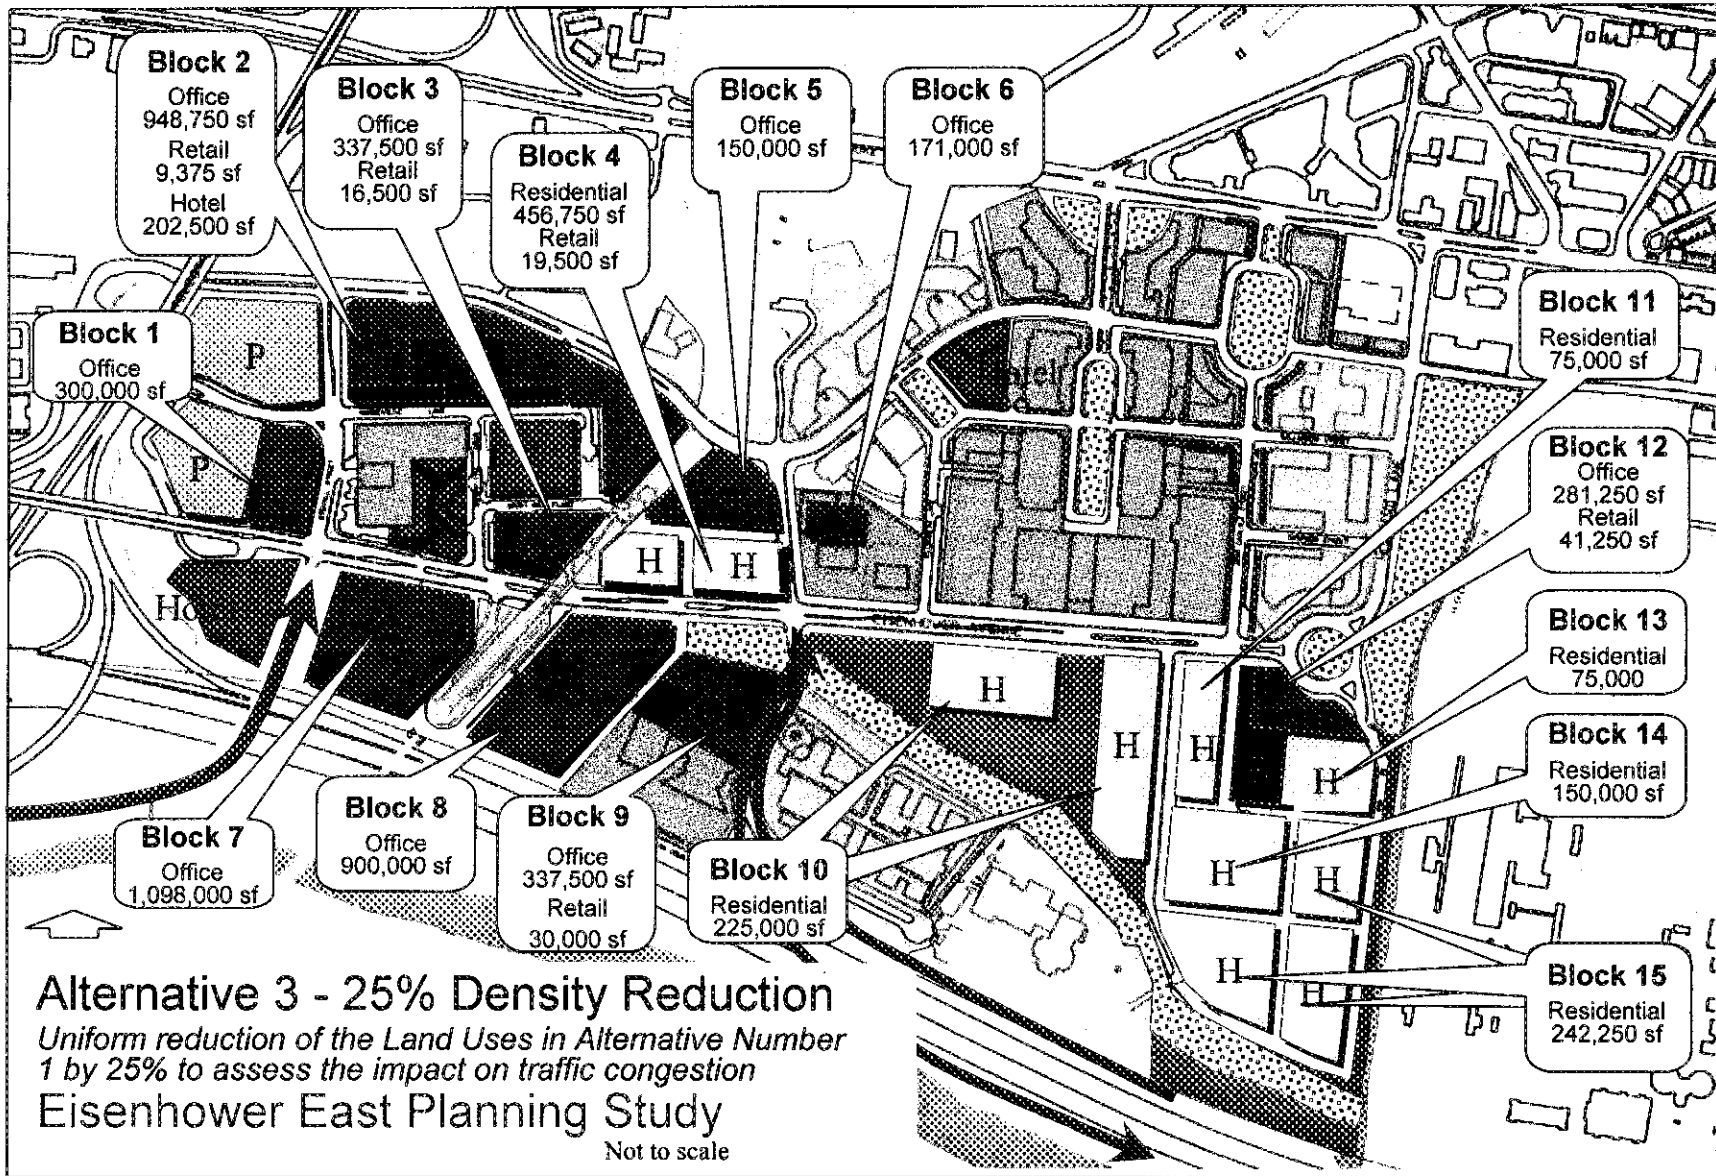 Block 2
Office
948,750 sf
Retail
9,375 sf
Hotel
202,500 sf
Block 3
Office
337,500 sf
Retail
16,500 sf
Block 4
Residential
456,750 sf
Retail
19,500 sf
Block 5
Office
150,000 sf
Block 6
Office
171,000 sf
Block 1
Office
300,000 sf
Block 11
Residential
75,000 sf
Block 12
Office
281,250 sf
Retail
41,250 sf
Block 13
Residential
75,000
Block 14
Residential
150,000 sf
Block 15
Residential
242,250 sf
Block 7
Office
1,098,000 sf
Block 8
Office
900,000 sf
Block 9
Office
337,500 sf
Retail
30,000 sf
Block 10
Residential
225,000 sf
P
P
H
H
H
H
H
H
H
H
H
H
Alternative 3 - 25% Density Reduction
Uniform reduction of the Land Uses in Alternative Number
1 by 25% to assess the impact on traffic congestion
Eisenhower East Planning Study
Not to scale